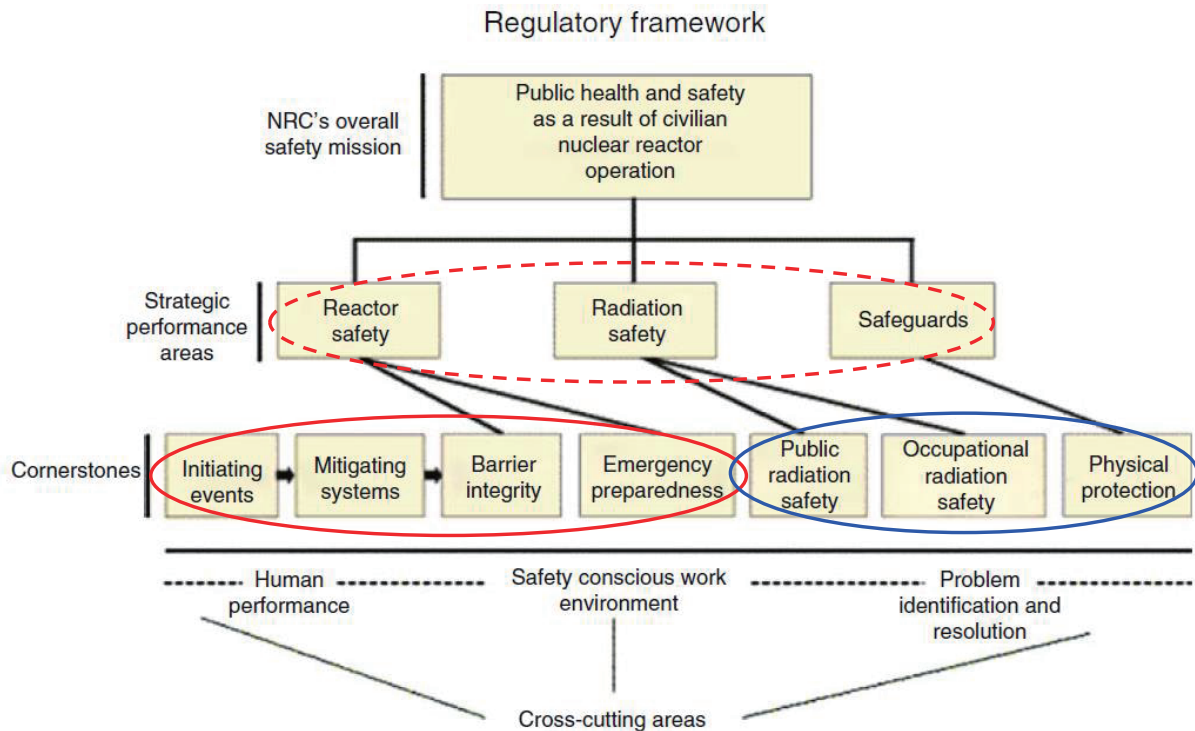 Regulatory framework
NRC's overall
safety mission
Public health and safety
as a result of civilian
nuclear reactor
operation
Strategic
performance
areas
Reactor
safety
Radiation
safety
Safeguards
Cornerstones
Initiating
events
Mitigating
systems
Barrier
integrity
Emergency
preparedness
Public
radiation
safety
Occupational
radiation
safety
Physical
protection
Human
performance
Safety conscious work
environment
Problem
identification and
resolution
Cross-cutting areas